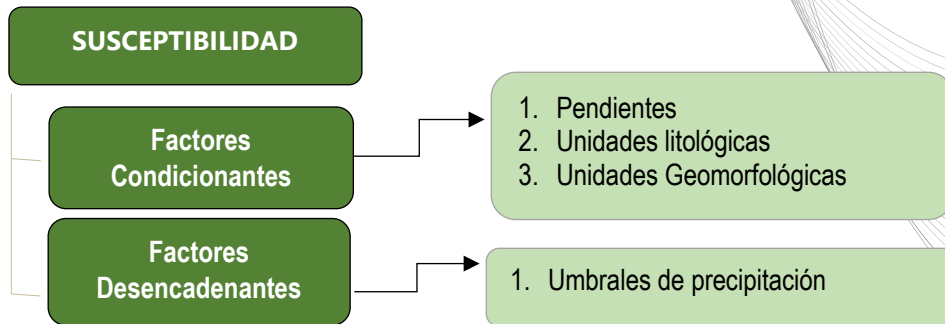 SUSCEPTIBILIDAD
Factores
Condicionantes
1. Pendientes
2. Unidades litológicas
3. Unidades Geomorfológicas
Factores
Desencadenantes
1. Umbrales de precipitación